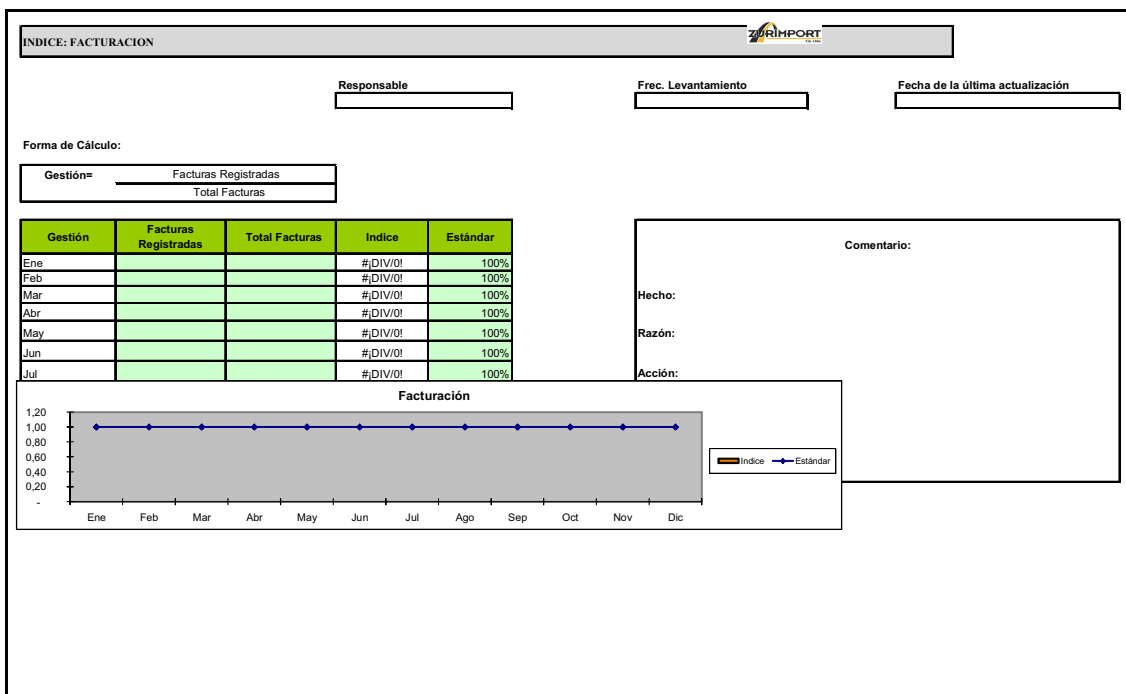 INDICE: FACTURACION
ZURIMPORT
Responsable Frec. Levantamiento Fecha de la última actualización
Forma de Cálculo:
Gestión= Facturas Registradas
Total Facturas
Gestión Facturas Registradas Total Facturas Indice Estándar
Ene #¡DIV/0! 100%
Feb #¡DIV/0! 100%
Mar #¡DIV/0! 100%
Abr #¡DIV/0! 100%
May #¡DIV/0! 100%
Jun #¡DIV/0! 100%
Jul #¡DIV/0! 100%
Comentario:
Hecho:
Razón:
Acción:
Facturación
1,20
1,00
0,80
0,60
0,40
0,20
-
Ene Feb Mar Abr May Jun Jul Ago Sep Oct Nov Dic
Indice Estándar